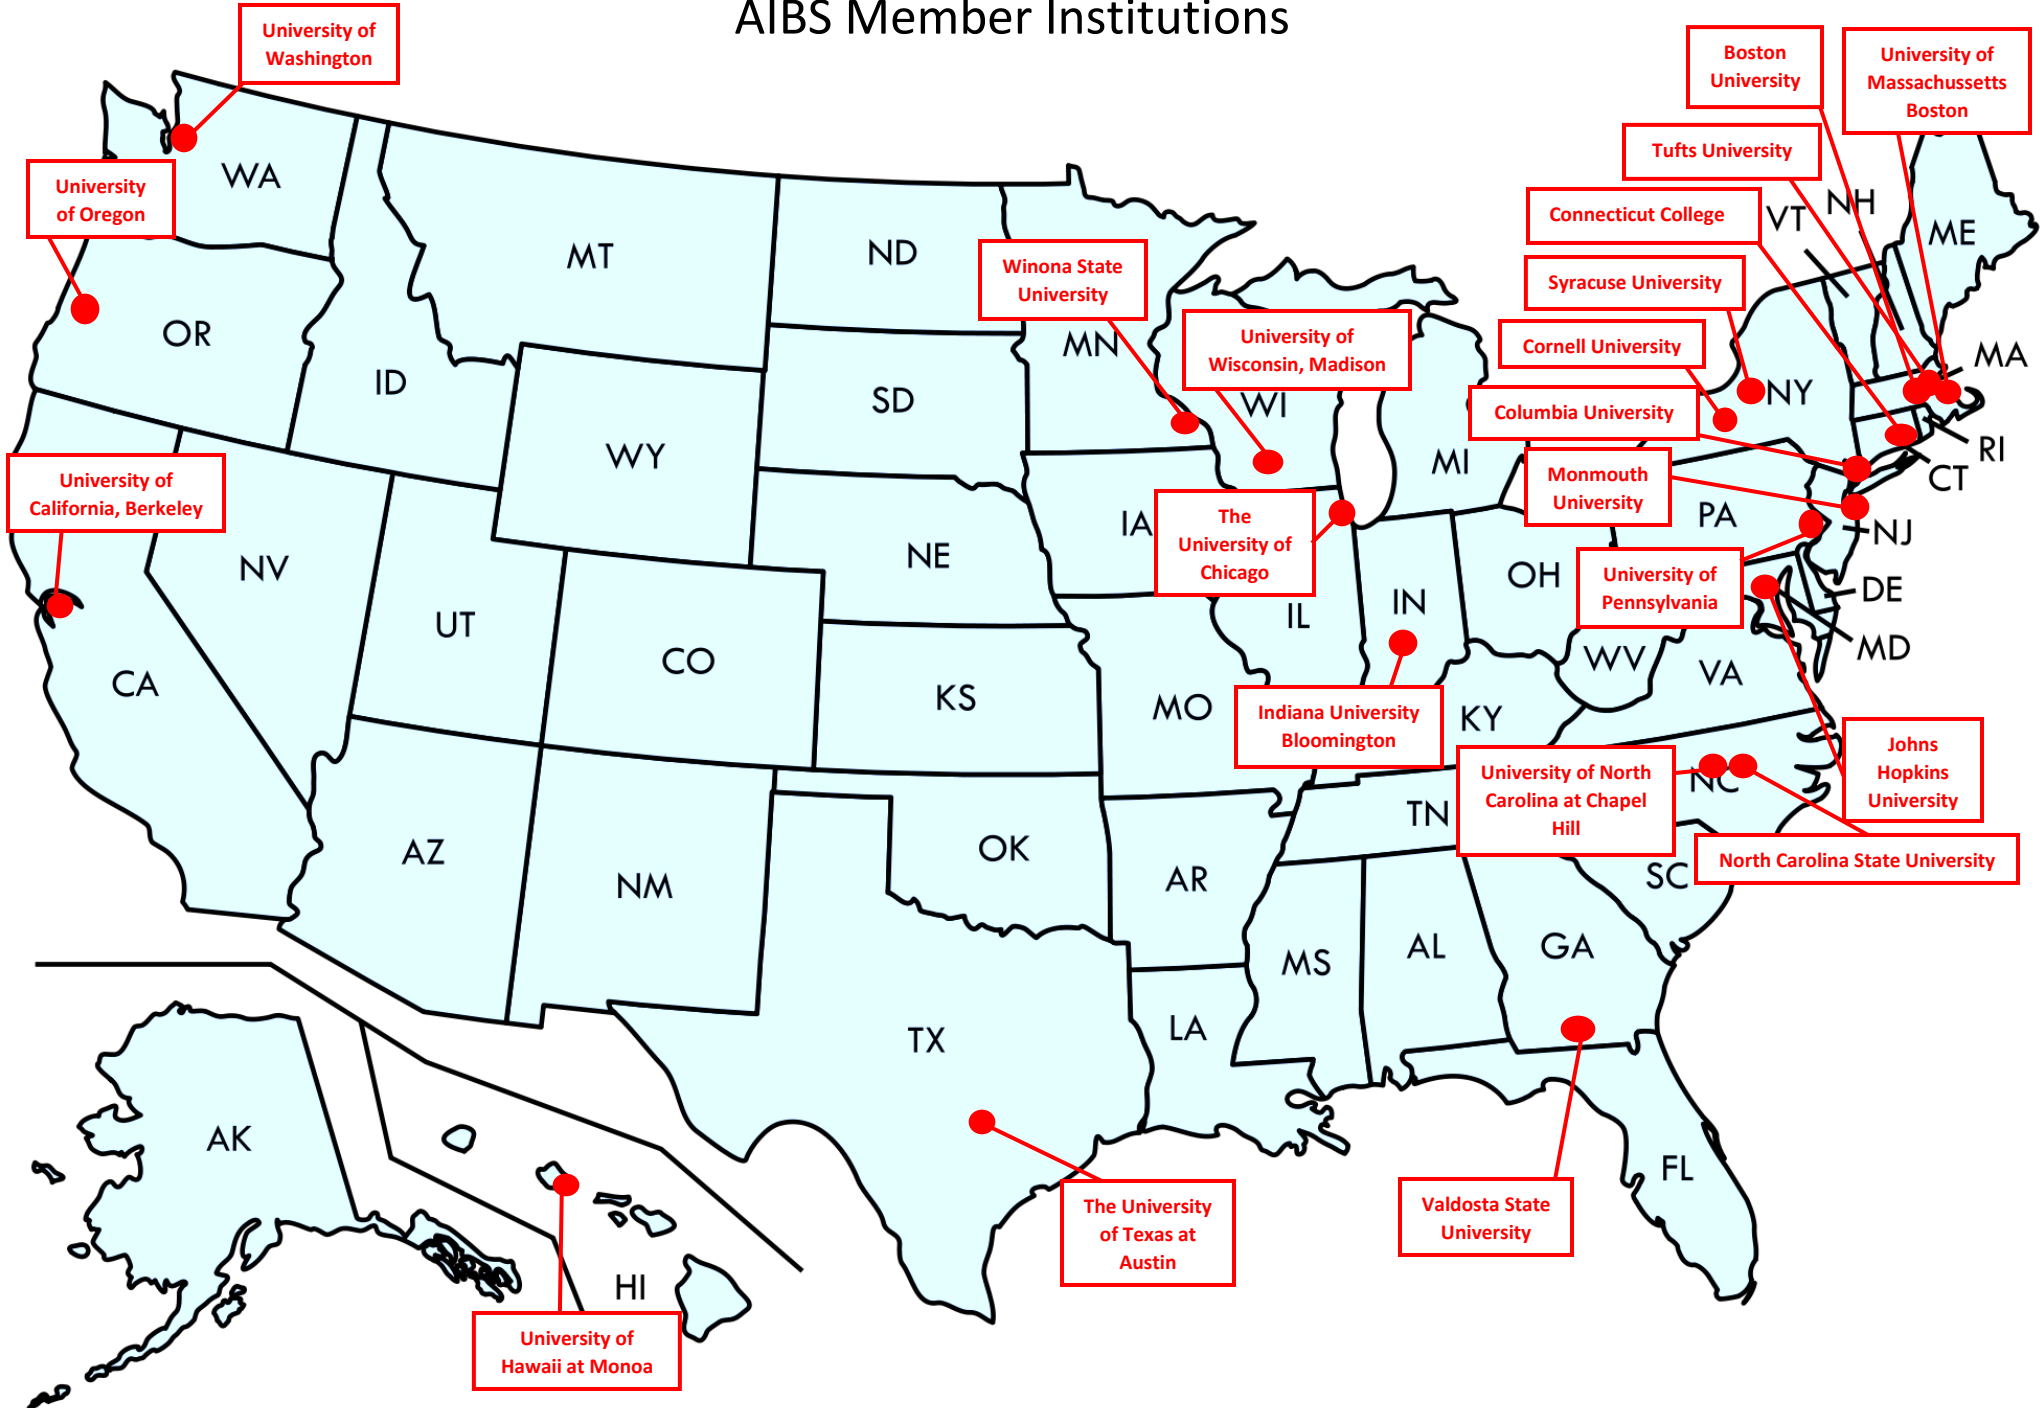 AIBS Member Institutions
University of
Washington
Boston
University
University of
Massachussetts
Boston
Tufts University
University
of Oregon
WA
Connecticut College
VT
NH
ME
MT
ND
Winona State
University
Syracuse University
OR
MN
University of
Wisconsin, Madison
Cornell University
MA
ID
SD
WI
Columbia University
NY
WY
MI
RI
CT
University of
California, Berkeley
Monmouth
University
The
University of
Chicago
IA
PA
NJ
NV
NE
OH
University of
Pennsylvania
DE
UT
IL
IN
MD
CA
CO
KS
MO
WV
VA
Indiana University
Bloomington
KY
Johns
Hopkins
University
University of North
Carolina at Chapel
Hill
NC
TN
AZ
NM
OK
AR
SC
North Carolina State University
MS
AL
GA
TX
LA
AK
FL
The University
of Texas at
Austin
Valdosta State
University
HI
University of
Hawaii at Monoa